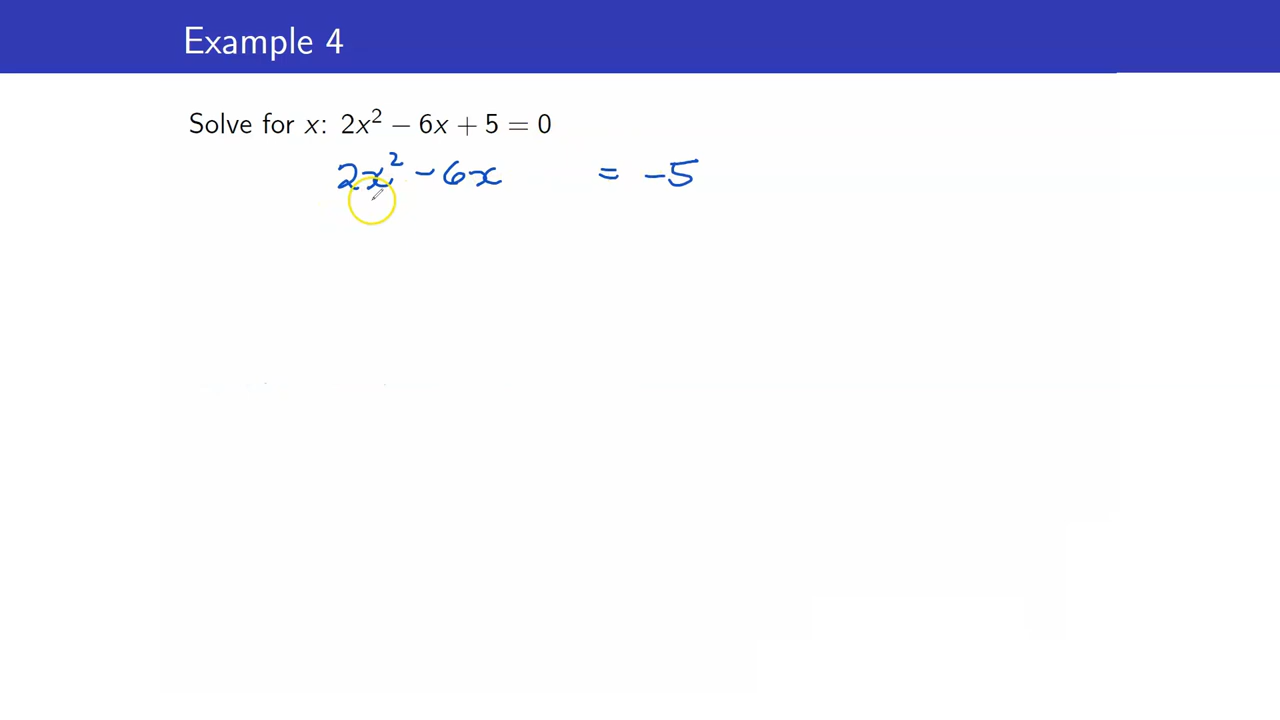 Example 4
Solve for x: 2x² − 6x + 5 = 0
2x² − 6x = −5